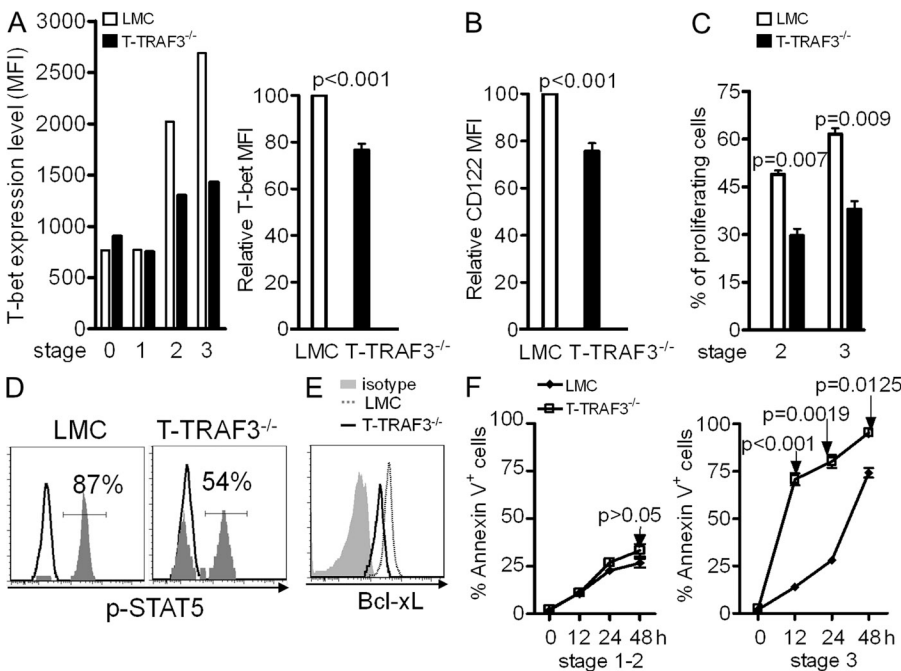 A
LMC
T-TRAF3-/-
T-bet expression level (MFI)
3000
2500
2000
1500
1000
500
0
stage 0 1 2 3
p<0.001
Relative T-bet MFI
100
80
60
40
20
0
LMC T-TRAF3-/-
B
p<0.001
Relative CD122 MFI
100
80
60
40
20
0
LMC T-TRAF3-/-
C
LMC
T-TRAF3-/-
% of proliferating cells
75
60
45
30
15
0
p=0.007
p=0.009
stage 2 3
D
LMC
T-TRAF3-/-
87%
54%
p-STAT5
E
isotype
LMC
T-TRAF3-/-
Bcl-xL
F
LMC
T-TRAF3-/-
% Annexin V+ cells
100
75
50
25
0
p>0.05
0 12 24 48 h
stage 1-2
% Annexin V+ cells
100
75
50
25
0
p<0.001
p=0.0019
p=0.0125
0 12 24 48 h
stage 3